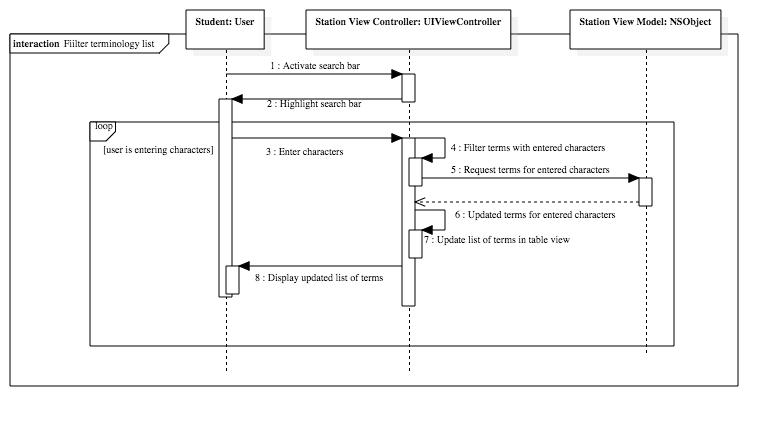 Student: User
Station View Controller: UIViewController
Station View Model: NSObject
interaction Fiilter terminology list
1 : Activate search bar
2 : Highlight search bar
loop
[user is entering characters]
3 : Enter characters
4 : Filter terms with entered characters
5 : Request terms for entered characters
6 : Updated terms for entered characters
7 : Update list of terms in table view
8 : Display updated list of terms